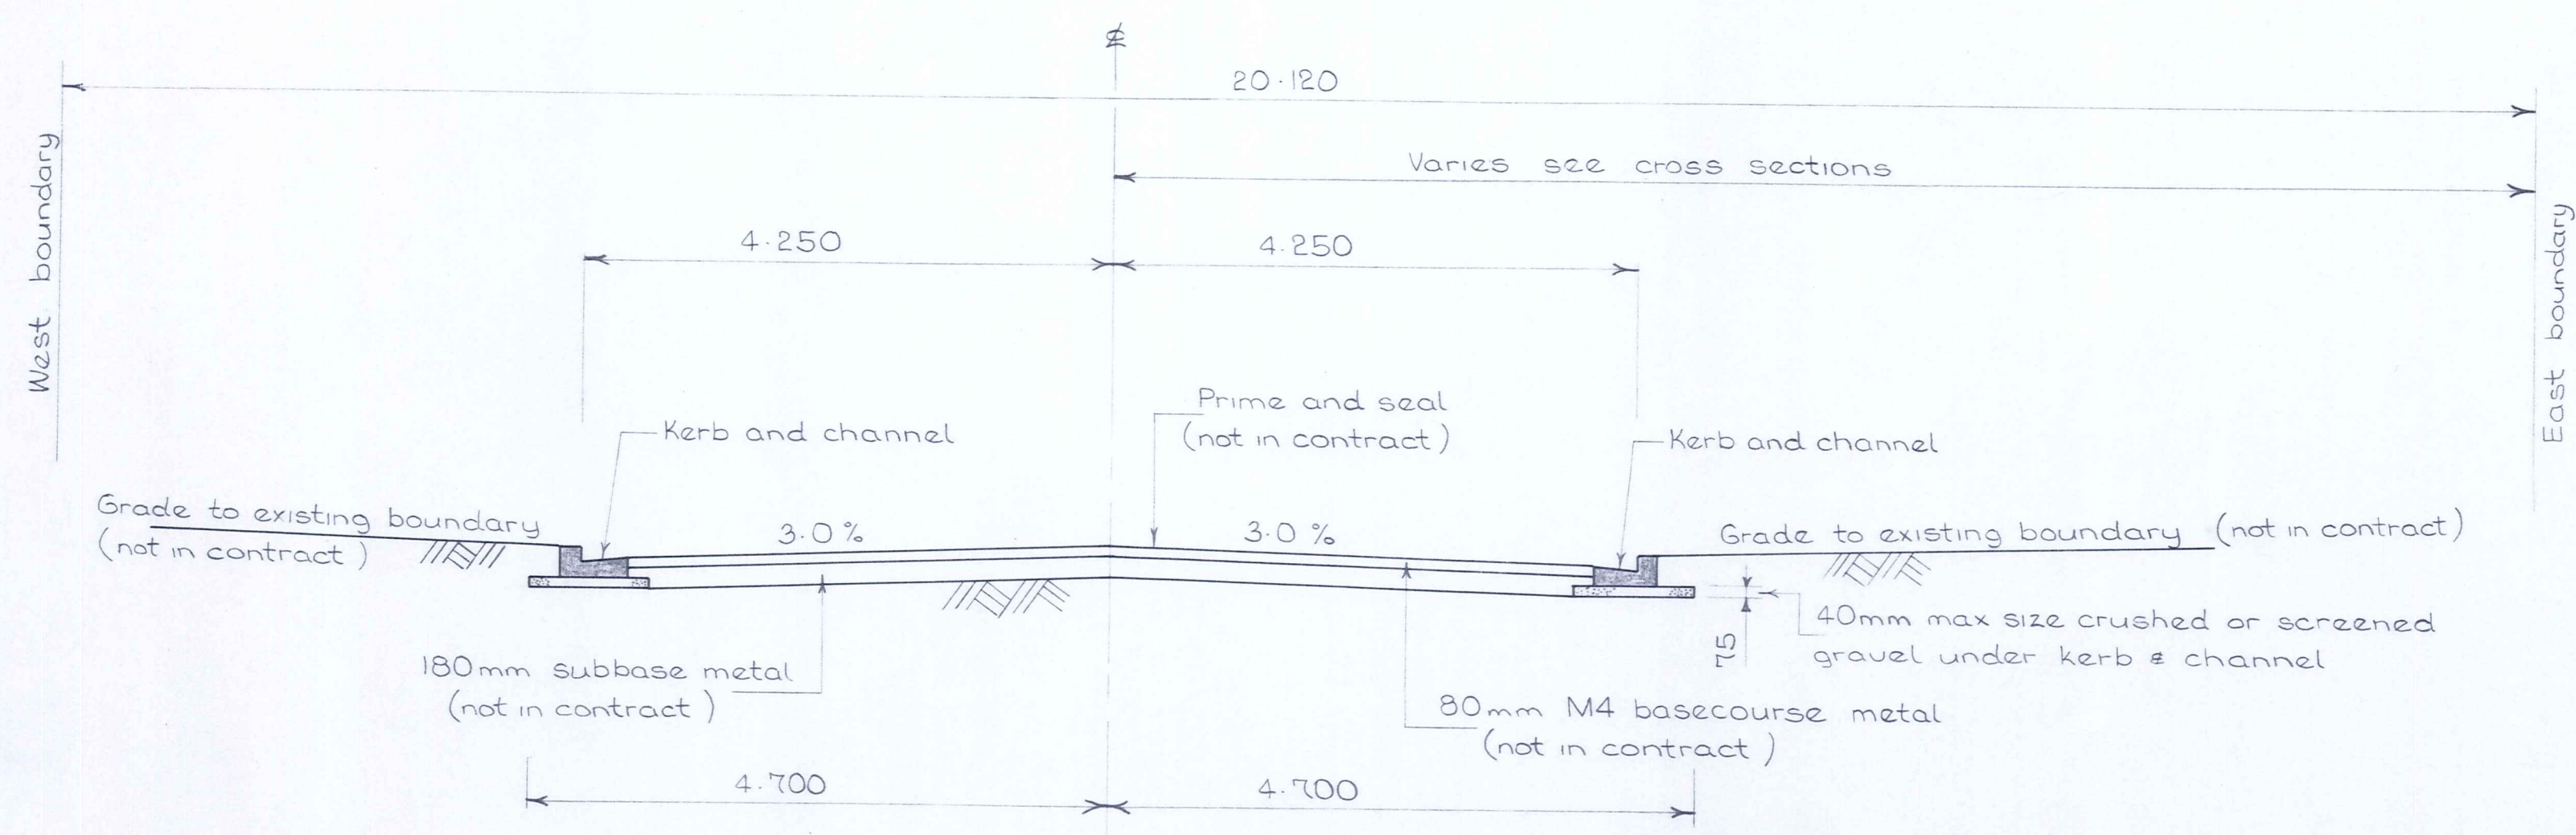 ℄
20.120
Varies see cross sections
West boundary
East boundary
4.250
4.250
Prime and seal
(not in contract)
Kerb and channel
Kerb and channel
Grade to existing boundary
(not in contract)
3.0 %
3.0 %
Grade to existing boundary (not in contract)
40mm max size crushed or screened
gravel under kerb & channel
75
180mm subbase metal
(not in contract)
80mm M4 basecourse metal
(not in contract)
4.700
4.700